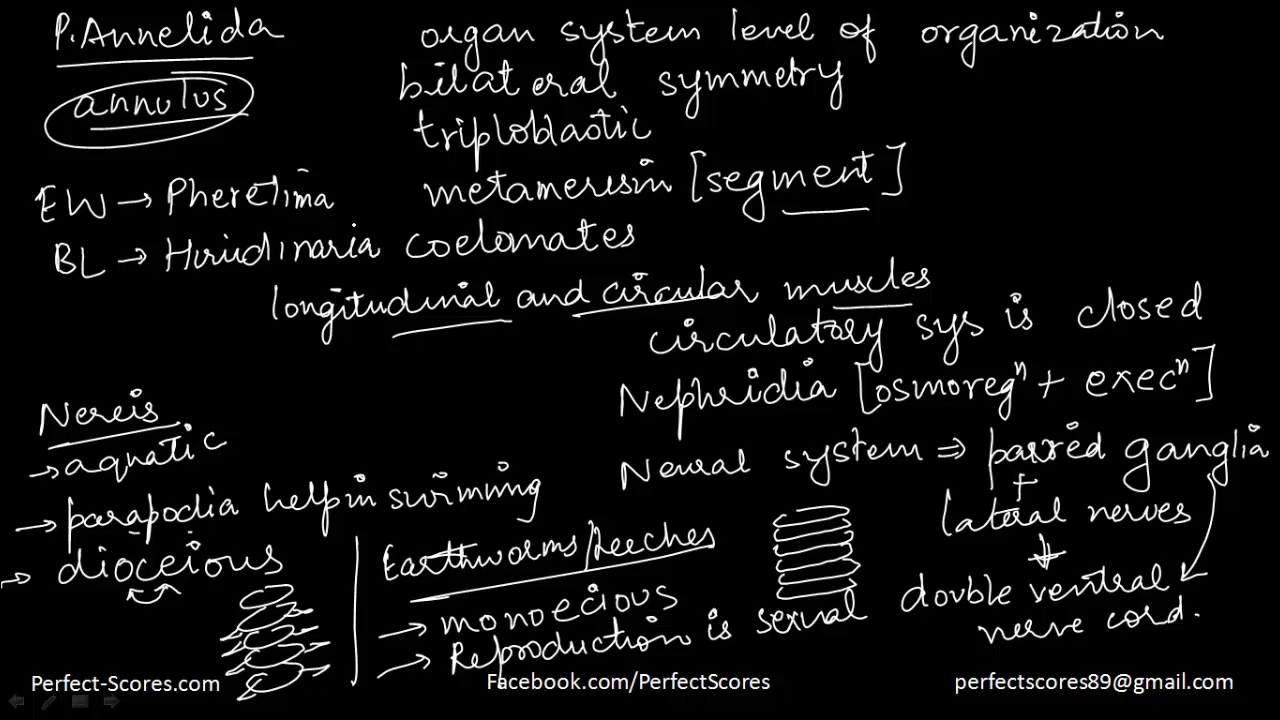 P. Annelida
annulus
organ system level of organization
bilateral symmetry
triploblastic
metamerism [segment]
EW → Pheretima
BL → Hirudinaria
coelomates
longitudinal and circular muscles
circulatory sys is closed
Nephridia [osmoregⁿ + execⁿ]
Neural system ⇒ paired ganglia
+
lateral nerves
↓
double ventral
nerve cord.
Nereis
→ aquatic
→ parapodia help in swimming
→ dioceious
Earthworms/Leeches
→ monoecious
→ Reproduction is sexual
Perfect-Scores.com
Facebook.com/PerfectScores
perfectscores89@gmail.com